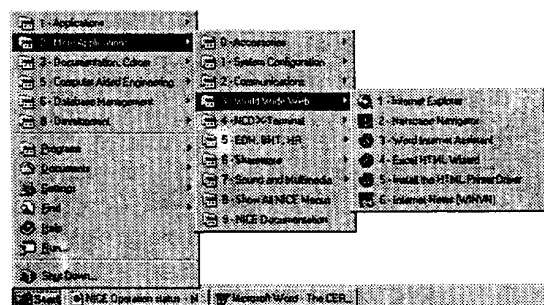 1 - Applications
2 - More Applications
3 - Documentation, Editors
5 - Computer Aided Engineering
6 - Database Management
8 - Development
Programs
Documents
Settings
Find
Help
Run...
Shut Down...
0 - Accessories
1 - System Configuration
2 - Communications
3 - World Wide Web
4 - NCD X-Terminal
5 - EDH, BHT, HR
6 - Shareware
7 - Sound and Multimedia
8 - Show All NICE Menus
9 - NICE Documentation
1 - Internet Explorer
2 - Netscape Navigator
3 - Word Internet Assistant
4 - Excel HTML Wizard
5 - Install the HTML Printer Driver
6 - Internet News (WINVN)
Start
NICE Operation status - N
Microsoft Word - The CER...